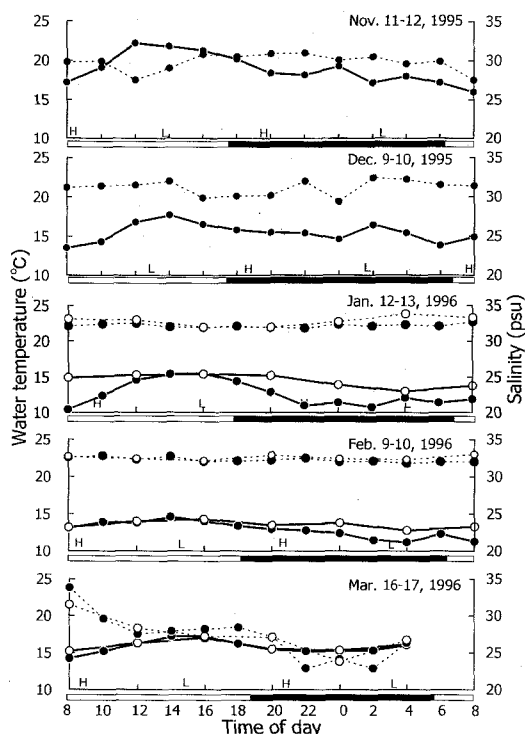 Nov. 11-12, 1995
25 35
20 30
15 25
10 20
H L H L
Dec. 9-10, 1995
25 35
20 30
15 25
10 20
L H L H
Jan. 12-13, 1996
25 35
20 30
15 25
10 20
H L H L
Feb. 9-10, 1996
25 35
20 30
15 25
10 20
H L H L
Mar. 16-17, 1996
25 35
20 30
15 25
10 20
H L H L
8 10 12 14 16 18 20 22 0 2 4 6 8
Time of day
Water temperature (°C)
Salinity (psu)